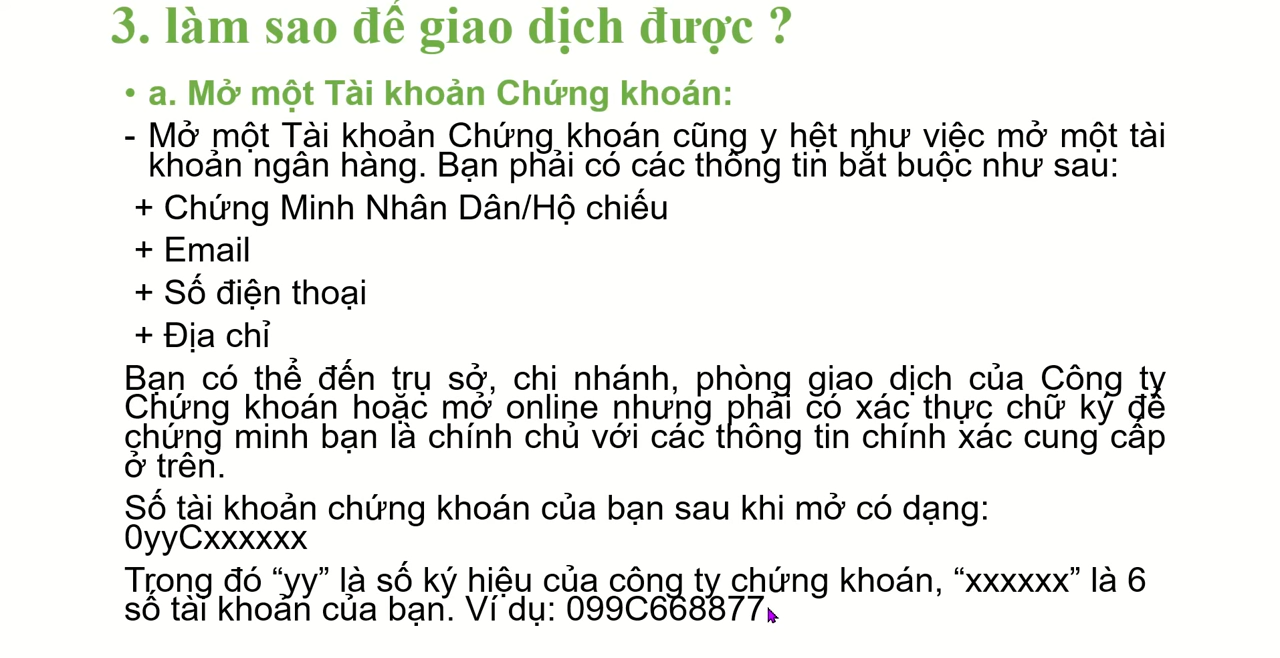 3. làm sao để giao dịch được ?
• a. Mở một Tài khoản Chứng khoán:
- Mở một Tài khoản Chứng khoán cũng y hệt như việc mở một tài
khoản ngân hàng. Bạn phải có các thông tin bắt buộc như sau:
+ Chứng Minh Nhân Dân/Hộ chiếu
+ Email
+ Số điện thoại
+ Địa chỉ
Bạn có thể đến trụ sở, chi nhánh, phòng giao dịch của Công ty
Chứng khoán hoặc mở online nhưng phải có xác thực chữ ký để
chứng minh bạn là chính chủ với các thông tin chính xác cung cấp
ở trên.
Số tài khoản chứng khoán của bạn sau khi mở có dạng:
0yyCxxxxxx
Trong đó “yy” là số ký hiệu của công ty chứng khoán, “xxxxxx” là 6
số tài khoản của bạn. Ví dụ: 099C668877